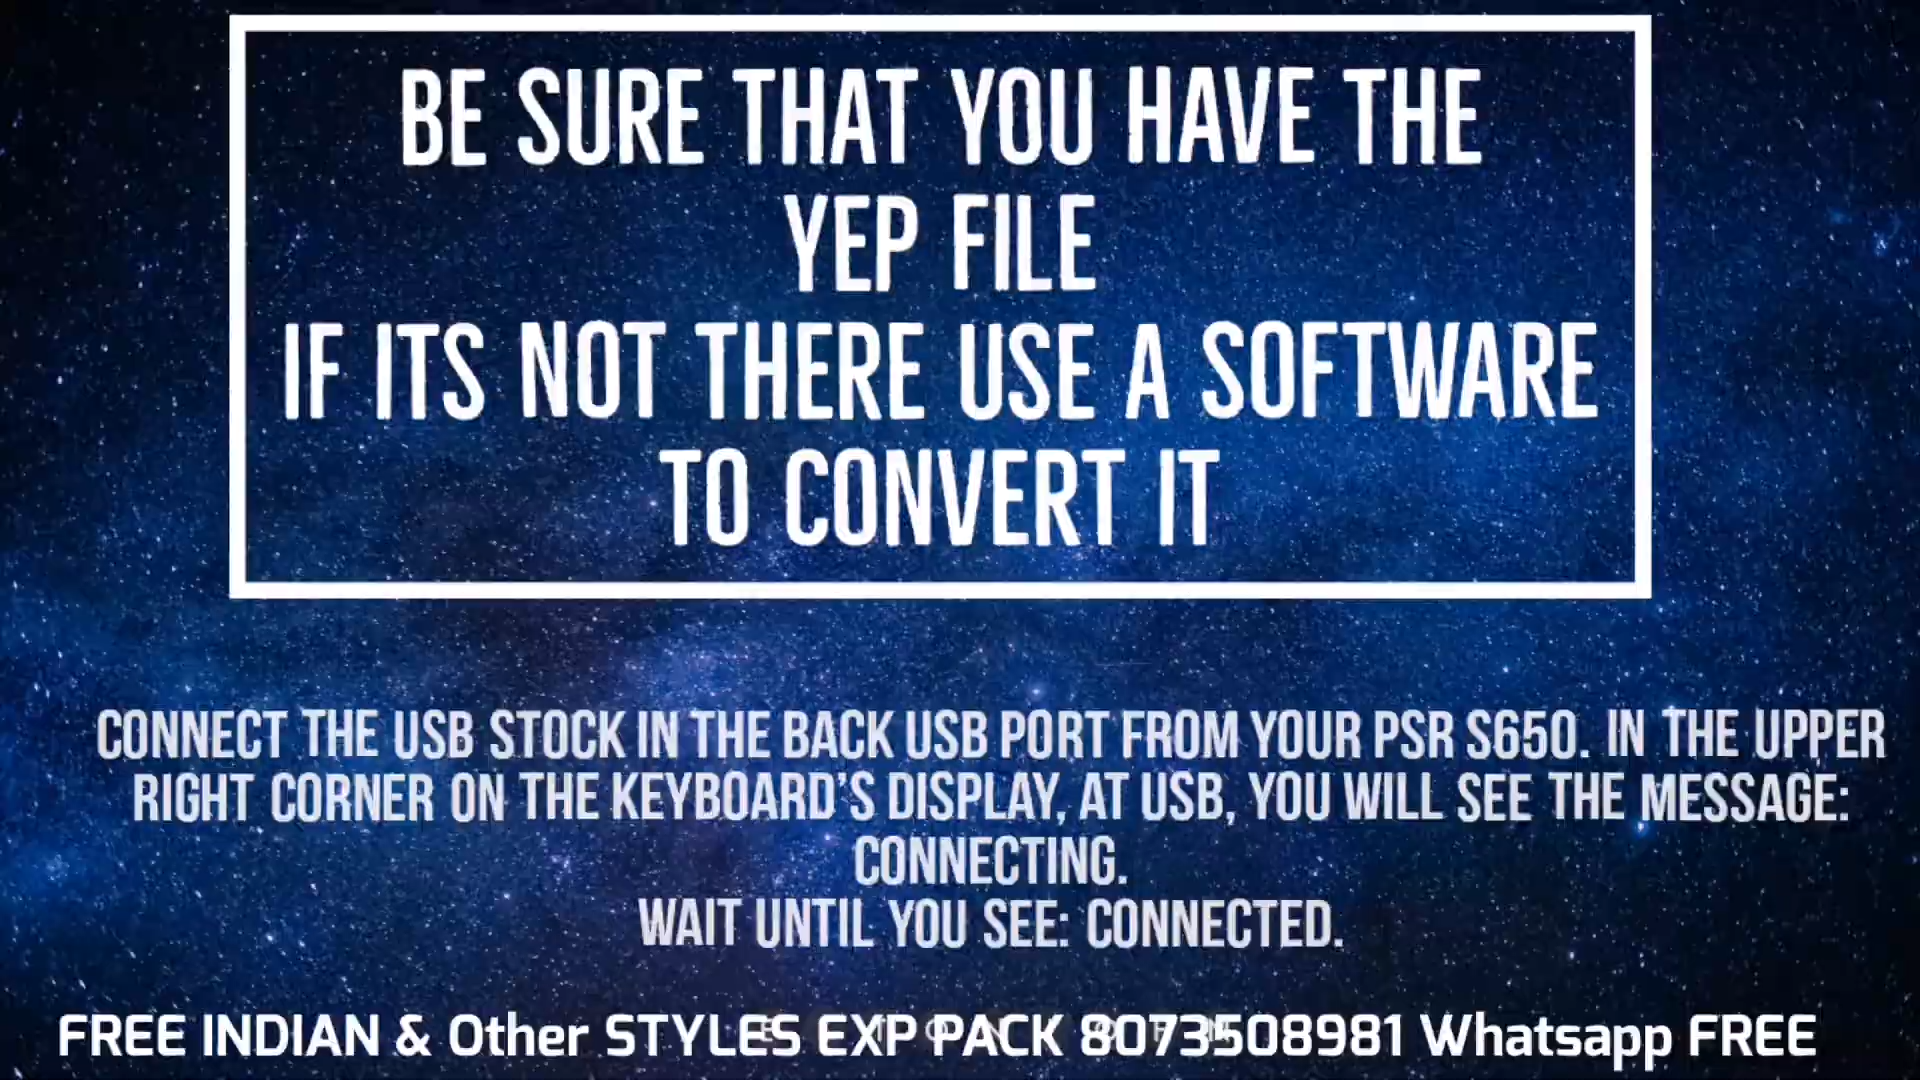 BE SURE THAT YOU HAVE THE
YEP FILE
IF ITS NOT THERE USE A SOFTWARE
TO CONVERT IT
CONNECT THE USB STOCK IN THE BACK USB PORT FROM YOUR PSR S650. IN THE UPPER
RIGHT CORNER ON THE KEYBOARD'S DISPLAY, AT USB, YOU WILL SEE THE MESSAGE:
CONNECTING.
WAIT UNTIL YOU SEE: CONNECTED.
FREE INDIAN & Other STYLES EXP PACK 8073508981 Whatsapp FREE